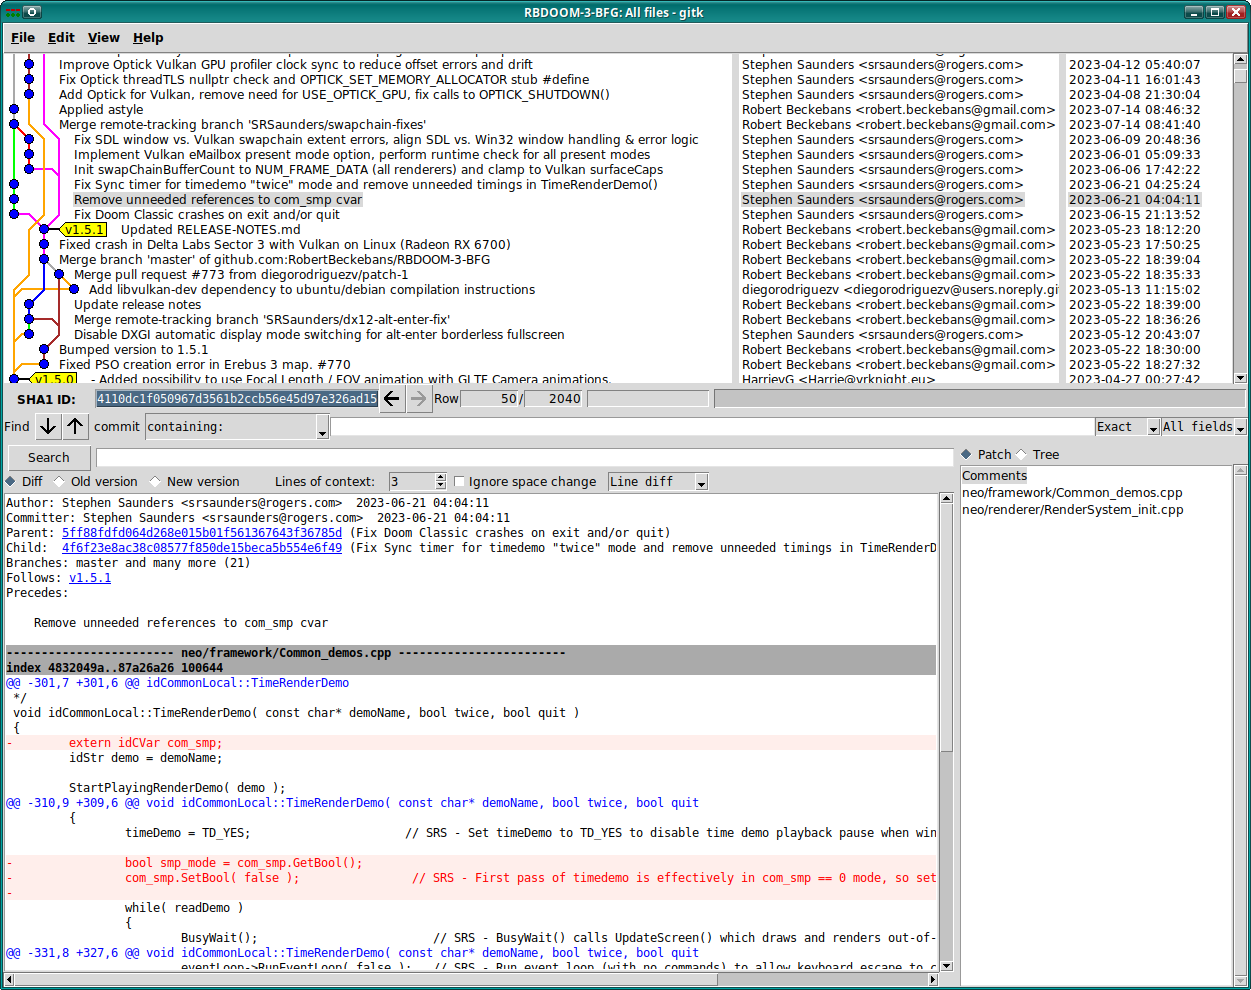 RBDOOM-3-BFG: All files - gitk
File Edit View Help
Improve Optick Vulkan GPU profiler clock sync to reduce offset errors and drift Stephen Saunders <srsaunders@rogers.com> 2023-04-12 05:40:07
Fix Optick threadTLS nullptr check and OPTICK_SET_MEMORY_ALLOCATOR stub #define Stephen Saunders <srsaunders@rogers.com> 2023-04-11 16:01:43
Add Optick for Vulkan, remove need for USE_OPTICK_GPU, fix calls to OPTICK_SHUTDOWN() Stephen Saunders <srsaunders@rogers.com> 2023-04-08 21:30:04
Applied astyle Robert Beckebans <robert.beckebans@gmail.com> 2023-07-14 08:46:32
Merge remote-tracking branch 'SRSaunders/swapchain-fixes' Robert Beckebans <robert.beckebans@gmail.com> 2023-07-14 08:41:40
Fix SDL window vs. Vulkan swapchain extent errors, align SDL vs. Win32 window handling & error logic Stephen Saunders <srsaunders@rogers.com> 2023-06-09 20:48:36
Implement Vulkan eMailbox present mode option, perform runtime check for all present modes Stephen Saunders <srsaunders@rogers.com> 2023-06-01 05:09:33
Init swapChainBufferCount to NUM_FRAME_DATA (all renderers) and clamp to Vulkan surfaceCaps Stephen Saunders <srsaunders@rogers.com> 2023-06-06 17:42:22
Fix Sync timer for timedemo "twice" mode and remove unneeded timings in TimeRenderDemo() Stephen Saunders <srsaunders@rogers.com> 2023-06-21 04:25:24
Remove unneeded references to com_smp cvar Stephen Saunders <srsaunders@rogers.com> 2023-06-21 04:04:11
Fix Doom Classic crashes on exit and/or quit Stephen Saunders <srsaunders@rogers.com> 2023-06-15 21:13:52
v1.5.1 Updated RELEASE-NOTES.md Robert Beckebans <robert.beckebans@gmail.com> 2023-05-23 18:12:20
Fixed crash in Delta Labs Sector 3 with Vulkan on Linux (Radeon RX 6700) Robert Beckebans <robert.beckebans@gmail.com> 2023-05-23 17:50:25
Merge branch 'master' of github.com:RobertBeckebans/RBDOOM-3-BFG Robert Beckebans <robert.beckebans@gmail.com> 2023-05-22 18:39:04
Merge pull request #773 from diegorodriguezv/patch-1 Robert Beckebans <robert.beckebans@gmail.com> 2023-05-22 18:35:33
Add libvulkan-dev dependency to ubuntu/debian compilation instructions diegorodriguezv <diegorodriguezv@users.noreply.gi 2023-05-13 11:15:02
Update release notes Robert Beckebans <robert.beckebans@gmail.com> 2023-05-22 18:39:00
Merge remote-tracking branch 'SRSaunders/dx12-alt-enter-fix' Robert Beckebans <robert.beckebans@gmail.com> 2023-05-22 18:36:26
Disable DXGI automatic display mode switching for alt-enter borderless fullscreen Stephen Saunders <srsaunders@rogers.com> 2023-05-12 20:43:07
Bumped version to 1.5.1 Robert Beckebans <robert.beckebans@gmail.com> 2023-05-22 18:30:00
Fixed PSO creation error in Erebus 3 map. #770 Robert Beckebans <robert.beckebans@gmail.com> 2023-05-22 18:27:32
v1.5.0 - Added possibility to use Focal Length / FOV animation with GLTF Camera animations. HarrievG <Harrie@vrknight.eu> 2023-04-27 00:27:42
SHA1 ID: 4110dc1f050967d3561b2ccb56e45d97e326ad15 Row 50 / 2040
Find commit containing: Exact All fields
Search Patch Tree
Diff Old version New version Lines of context: 3 Ignore space change Line diff
Comments
neo/framework/Common_demos.cpp
neo/renderer/RenderSystem_init.cpp
Author: Stephen Saunders <srsaunders@rogers.com>  2023-06-21 04:04:11
Committer: Stephen Saunders <srsaunders@rogers.com>  2023-06-21 04:04:11
Parent: 5ff88fdfd064d268e015b01f561367643f36785d (Fix Doom Classic crashes on exit and/or quit)
Child:  4f6f23e8ac38c08577f850de15beca5b554e6f49 (Fix Sync timer for timedemo "twice" mode and remove unneeded timings in TimeRenderD
Branches: master and many more (21)
Follows: v1.5.1
Precedes:
Remove unneeded references to com_smp cvar
------------------------ neo/framework/Common_demos.cpp ------------------------
index 4832049a..87a26a26 100644
@@ -301,7 +301,6 @@ idCommonLocal::TimeRenderDemo
*/
void idCommonLocal::TimeRenderDemo( const char* demoName, bool twice, bool quit )
{
- extern idCVar com_smp;
idStr demo = demoName;
StartPlayingRenderDemo( demo );
@@ -310,9 +309,6 @@ void idCommonLocal::TimeRenderDemo( const char* demoName, bool twice, bool quit
{
timeDemo = TD_YES; // SRS - Set timeDemo to TD_YES to disable time demo playback pause when win
- bool smp_mode = com_smp.GetBool();
- com_smp.SetBool( false ); // SRS - First pass of timedemo is effectively in com_smp == 0 mode, so set
-
while( readDemo )
{
BusyWait(); // SRS - BusyWait() calls UpdateScreen() which draws and renders out-of-
@@ -331,8 +327,6 @@ void idCommonLocal::TimeRenderDemo( const char* demoName, bool twice, bool quit
eventLoop->RunEventLoop( false ); // SRS - Run event loop (with no commands) to allow keyboard escape to c